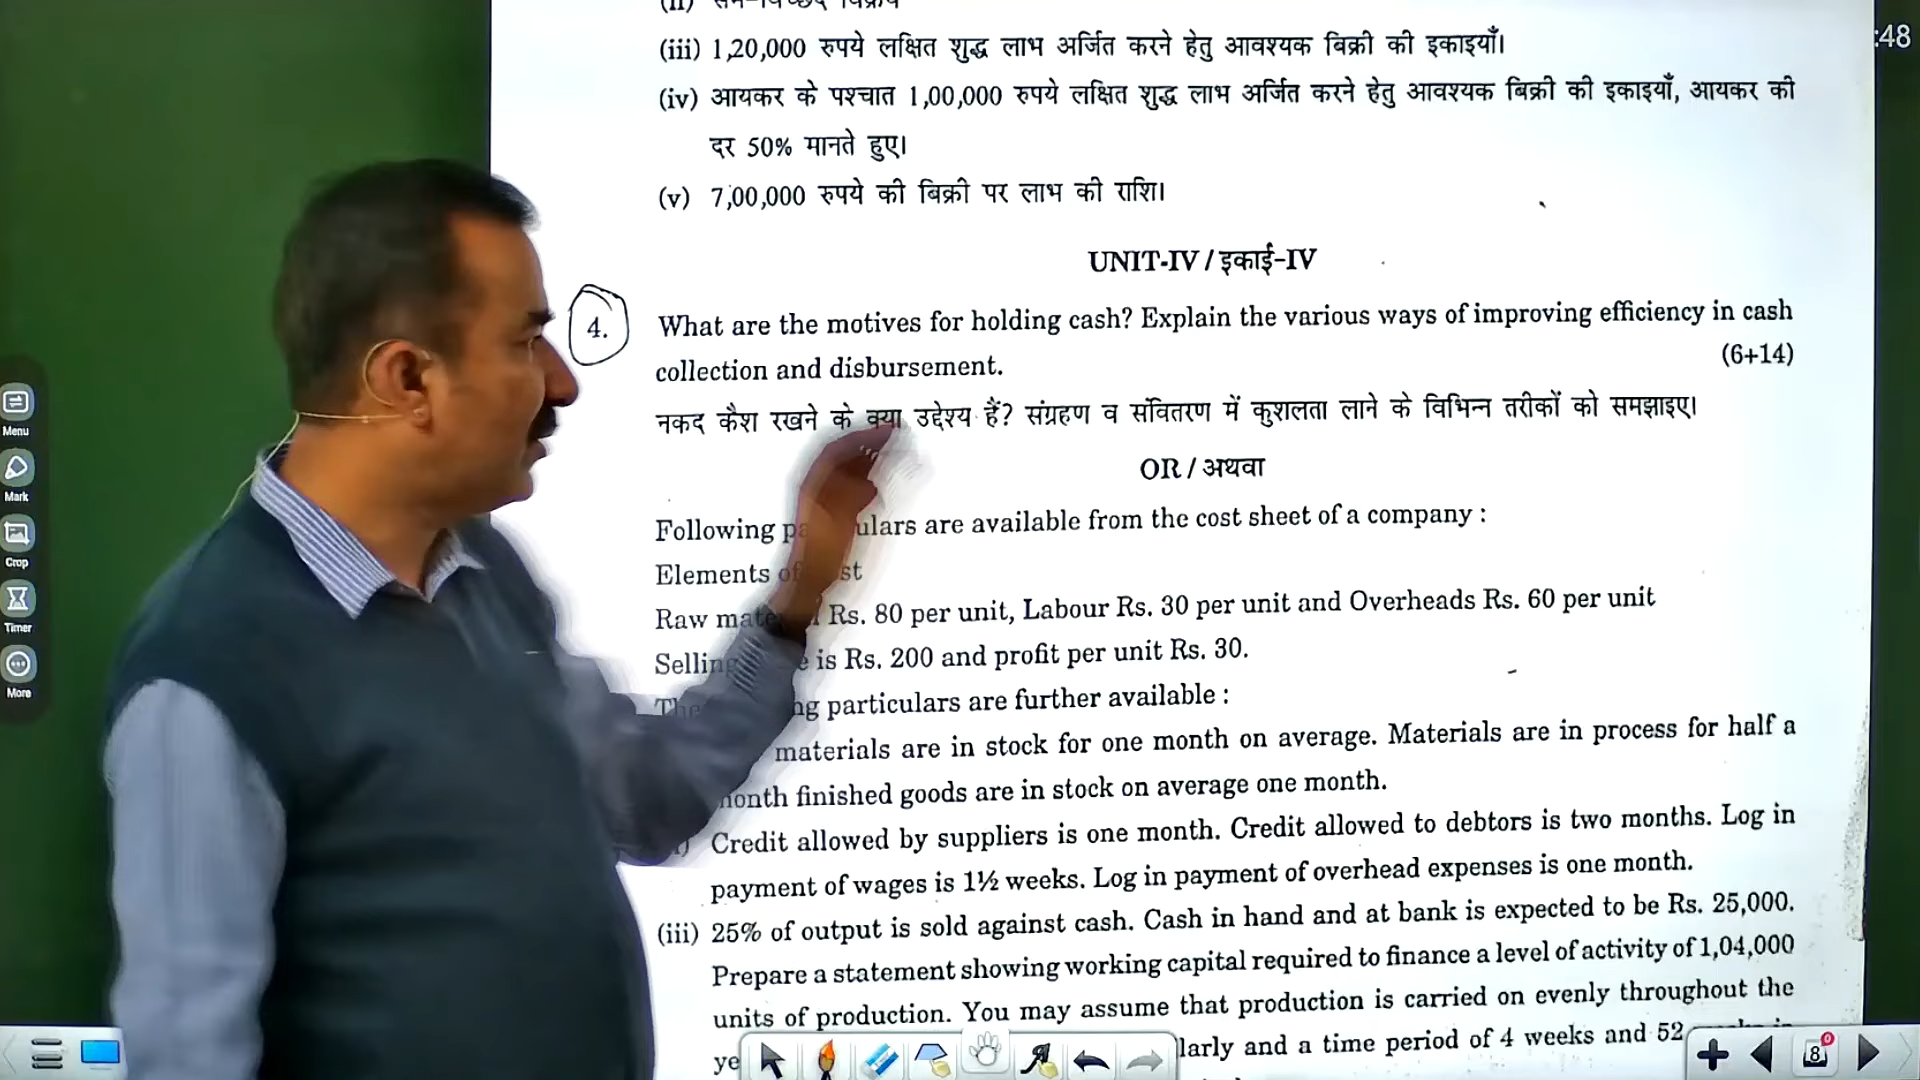 (iii) 1,20,000 रुपये लक्षित शुद्ध लाभ अर्जित करने हेतु आवश्यक बिक्री की इकाइयाँ।
:48
(iv) आयकर के पश्चात 1,00,000 रुपये लक्षित शुद्ध लाभ अर्जित करने हेतु आवश्यक बिक्री की इकाइयाँ, आयकर की
दर 50% मानते हुए।
(v) 7,00,000 रुपये की बिक्री पर लाभ की राशि।
UNIT-IV / इकाई-IV
4. What are the motives for holding cash? Explain the various ways of improving efficiency in cash
collection and disbursement. (6+14)
नकद कैश रखने के क्या उद्देश्य हैं? संग्रहण व संवितरण में कुशलता लाने के विभिन्न तरीकों को समझाइए।
OR / अथवा
Following ulars are available from the cost sheet of a company :
Elements of st
Raw Rs. 80 per unit, Labour Rs. 30 per unit and Overheads Rs. 60 per unit
Selling is Rs. 200 and profit per unit Rs. 30.
The ng particulars are further available :
materials are in stock for one month on average. Materials are in process for half a
month finished goods are in stock on average one month.
Credit allowed by suppliers is one month. Credit allowed to debtors is two months. Log in
payment of wages is 1½ weeks. Log in payment of overhead expenses is one month.
(iii) 25% of output is sold against cash. Cash in hand and at bank is expected to be Rs. 25,000.
Prepare a statement showing working capital required to finance a level of activity of 1,04,000
units of production. You may assume that production is carried on evenly throughout the
ye larly and a time period of 4 weeks and 52
Menu
Mark
Crop
Timer
More
8
0